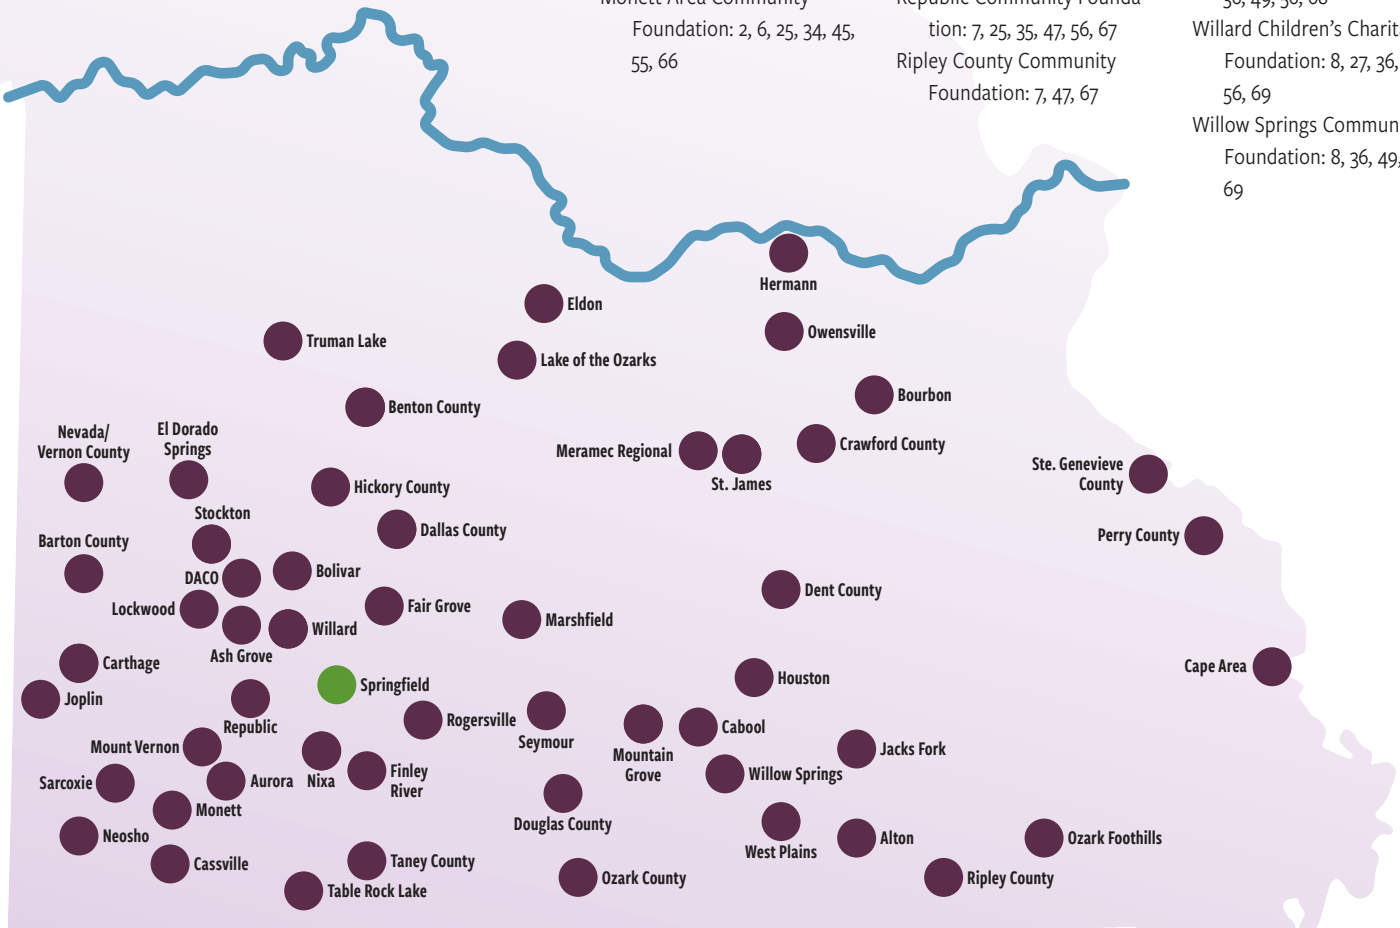 Monett Area Community
Foundation: 2, 6, 25, 34, 45,
55, 66
Republic Community Founda
tion: 7, 25, 35, 47, 56, 67
Ripley County Community
Foundation: 7, 47, 67
Willard Children's Charit
Foundation: 8, 27, 36,
56, 69
Willow Springs Commun
Foundation: 8, 36, 49,
69
Hermann
Eldon
Owensville
Truman Lake
Lake of the Ozarks
Bourbon
Benton County
Nevada/
Vernon County
El Dorado
Springs
Meramec Regional
St. James
Crawford County
Ste. Genevieve
County
Hickory County
Stockton
Dallas County
Perry County
Barton County
DACO
Bolivar
Dent County
Lockwood
Fair Grove
Marshfield
Willard
Ash Grove
Carthage
Cape Area
Houston
Springfield
Joplin
Republic
Rogersville
Seymour
Cabool
Mount Vernon
Mountain
Grove
Jacks Fork
Sarcoxie
Aurora
Nixa
Finley
River
Willow Springs
Monett
Douglas County
Neosho
West Plains
Alton
Ozark Foothills
Cassville
Taney County
Table Rock Lake
Ozark County
Ripley County